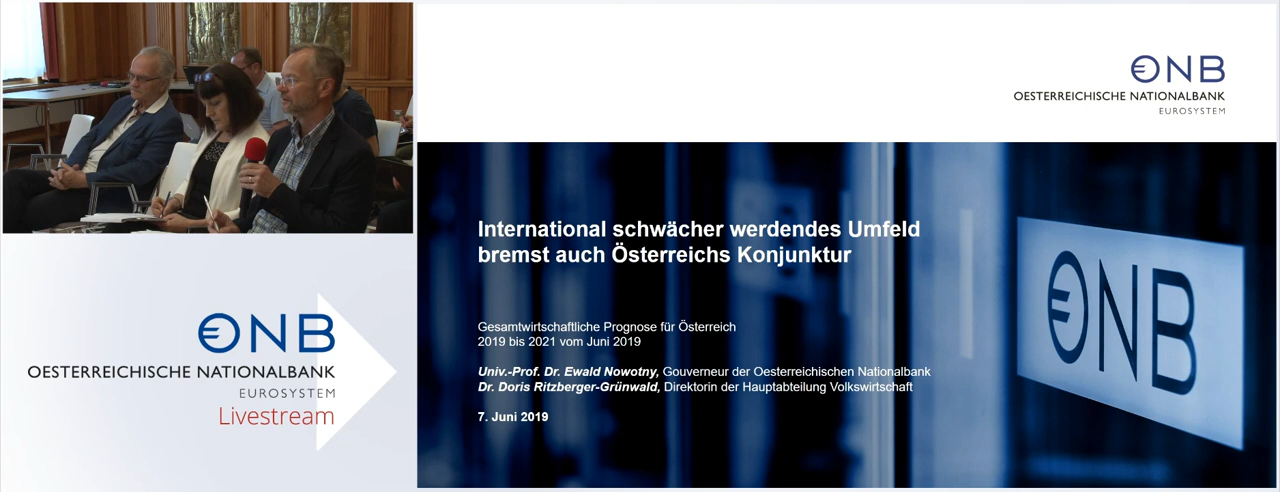 ONB
OESTERREICHISCHE NATIONALBANK
EUROSYSTEM
International schwächer werdendes Umfeld
bremst auch Österreichs Konjunktur
Gesamtwirtschaftliche Prognose für Österreich
2019 bis 2021 vom Juni 2019
Univ.-Prof. Dr. Ewald Nowotny, Gouverneur der Oesterreichischen Nationalbank
Dr. Doris Ritzberger-Grünwald, Direktorin der Hauptabteilung Volkswirtschaft
7. Juni 2019
ONB
ONB
OESTERREICHISCHE NATIONALBANK
EUROSYSTEM
Livestream